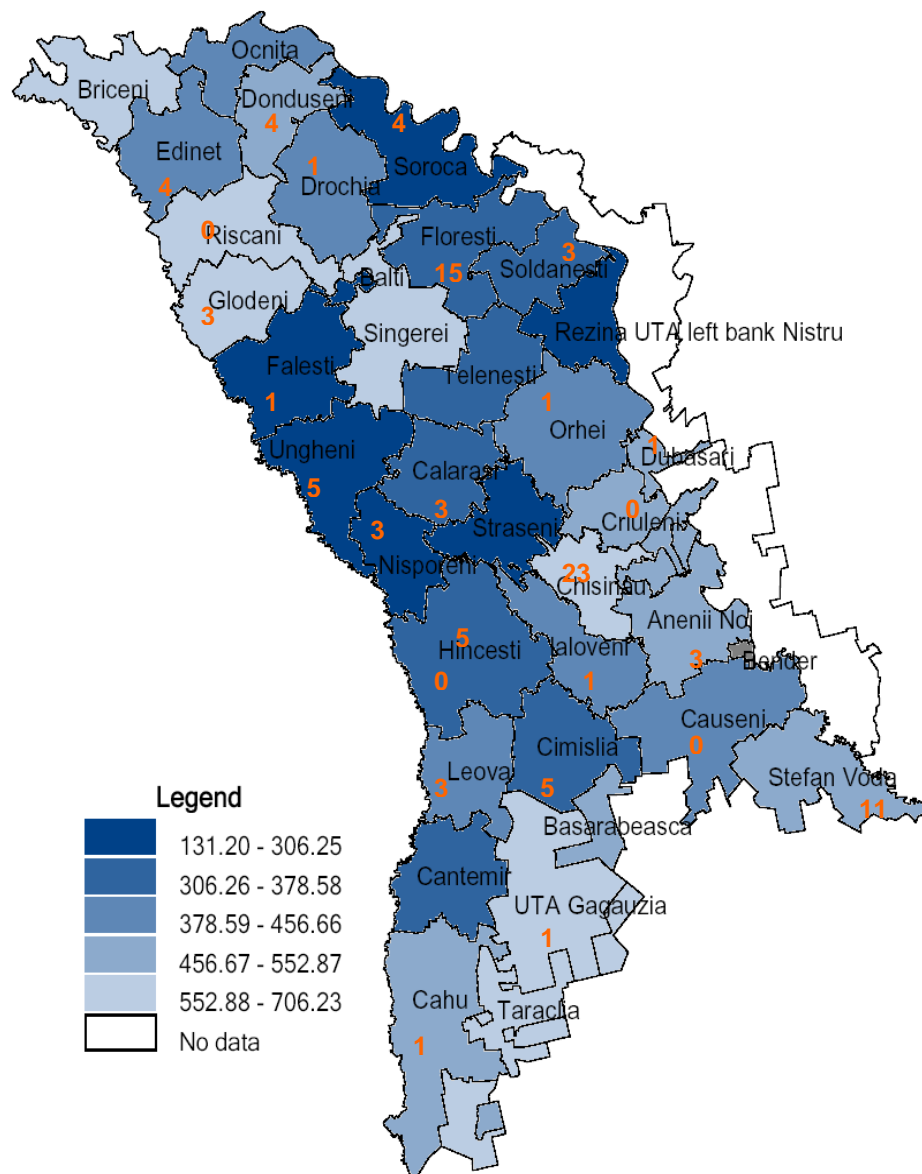 Ocnita
Briceni
Donduseni
4
4
Edinet
4
1
Drochia
Soroca
0
Riscani
Floresti
15
3
Soldanesti
Balti
Glodeni
3
Singerei
Rezina UTA left bank Nistru
Falesti
1
Telenesti
1
Orhei
Ungheni
5
Calarasi
3
1
Dubasari
0
Criuleni
3
Nisporeni
Straseni
23
Chisinau
Anenii Noi
3
Bender
5
Hincesti
0
Ialoveni
1
Causeni
0
Cimislia
5
Leova
3
Stefan Voda
11
Basarabeasca
Cantemir
UTA Gagauzia
1
Cahu
1
Taraclia
Legend
131.20 - 306.25
306.26 - 378.58
378.59 - 456.66
456.67 - 552.87
552.88 - 706.23
No data